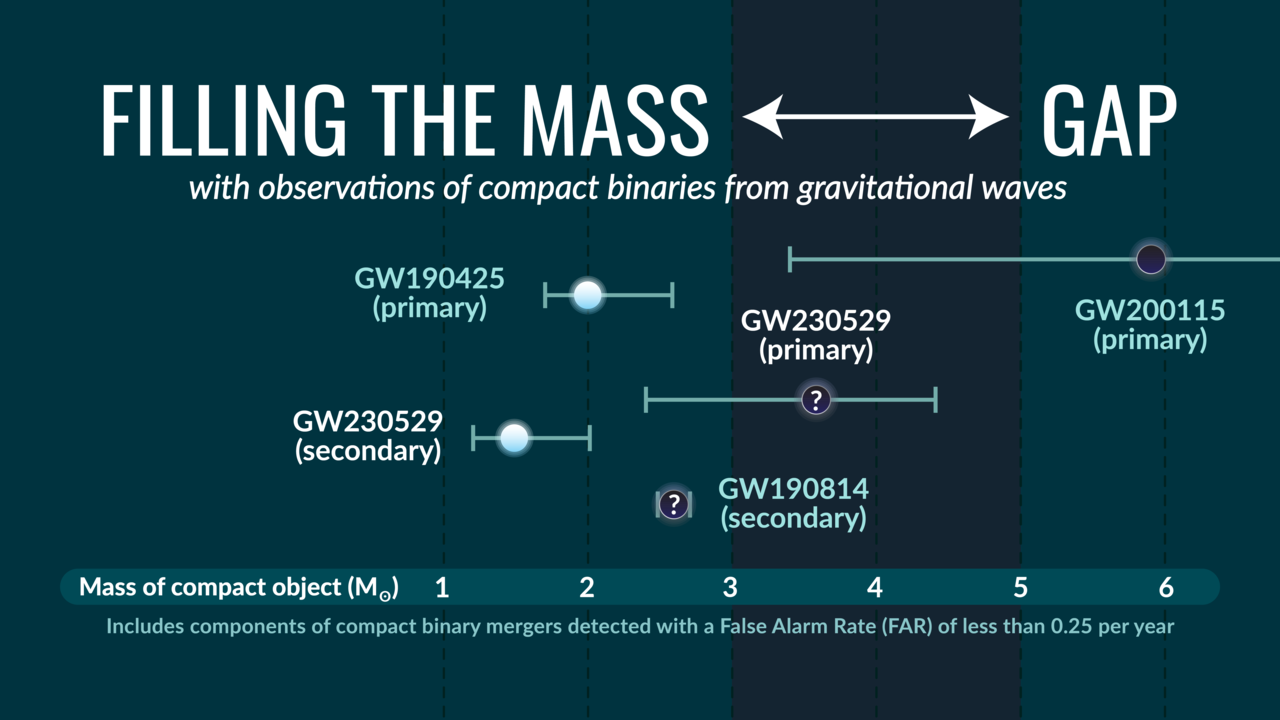 FILLING THE MASS GAP
with observations of compact binaries from gravitational waves
GW190425
(primary)
GW200115
(primary)
GW230529
(primary)
?
GW230529
(secondary)
?
GW190814
(secondary)
Mass of compact object (M⊙) 1 2 3 4 5 6
Includes components of compact binary mergers detected with a False Alarm Rate (FAR) of less than 0.25 per year